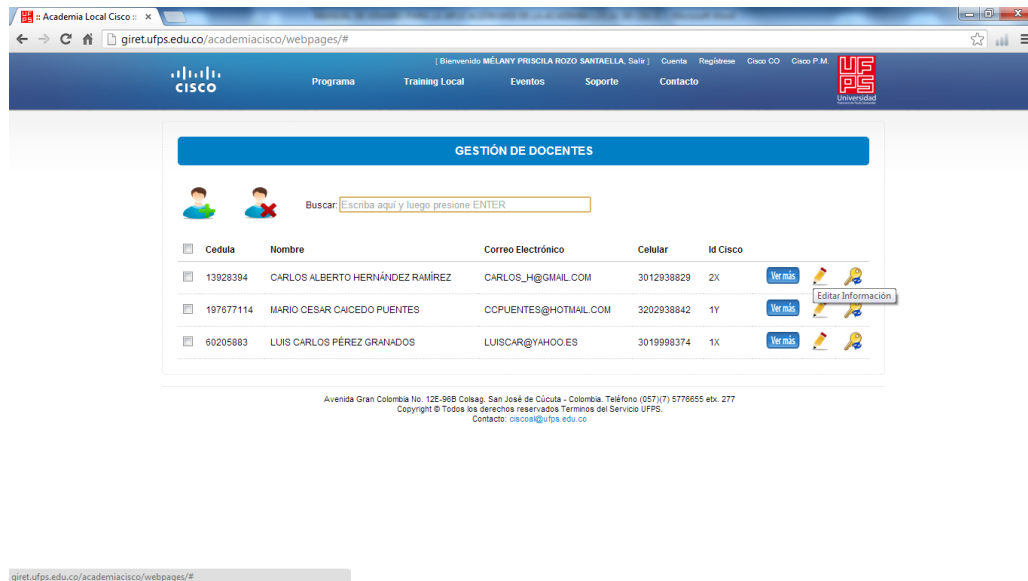 :: Academia Local Cisco ::
giret.ufps.edu.co/academiacisco/webpages/#
[ Bienvenido MÉLANY PRISCILA ROZO SANTAELLA, Salir ] Cuenta Regístrese Cisco CO Cisco P.M.
CISCO
Programa Training Local Eventos Soporte Contacto
UFPS
Universidad
GESTIÓN DE DOCENTES
Buscar: Escriba aquí y luego presione ENTER
Cedula Nombre Correo Electrónico Celular Id Cisco
13928394 CARLOS ALBERTO HERNÁNDEZ RAMÍREZ CARLOS_H@GMAIL.COM 3012938829 2X Ver más
Editar Información
197677114 MARIO CESAR CAICEDO PUENTES CCPUENTES@HOTMAIL.COM 3202938842 1Y Ver más
60205883 LUIS CARLOS PÉREZ GRANADOS LUISCAR@YAHOO.ES 3019998374 1X Ver más
Avenida Gran Colombia No. 12E-96B Colsag. San José de Cúcuta - Colombia. Teléfono (057)(7) 5776655 etx. 277
Copyright © Todos los derechos reservados Terminos del Servicio UFPS.
Contacto: ciscoal@ufps.edu.co
giret.ufps.edu.co/academiacisco/webpages/#